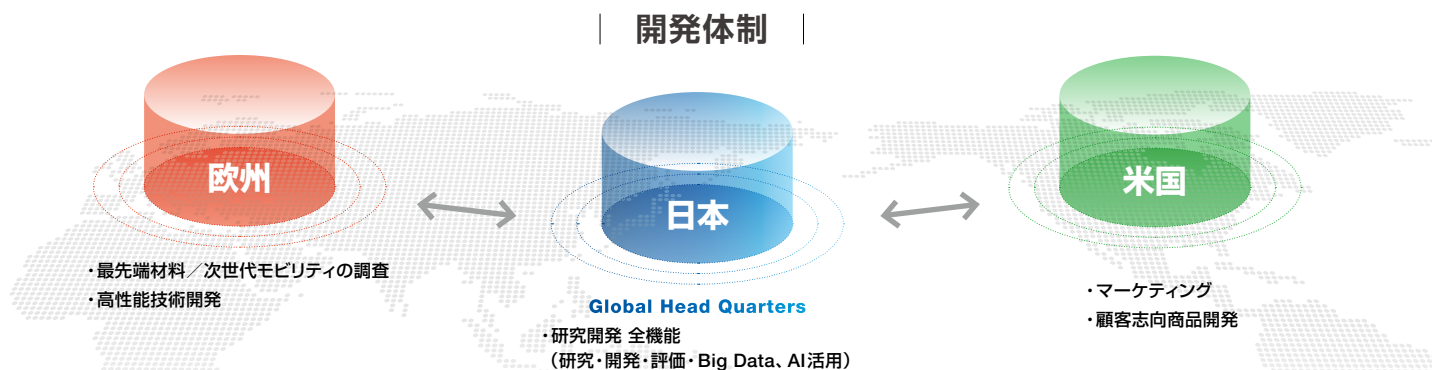 開発体制
欧州
・最先端材料／次世代モビリティの調査
・高性能技術開発
日本
Global Head Quarters
・研究開発 全機能
（研究・開発・評価・Big Data、AI活用）
米国
・マーケティング
・顧客志向商品開発